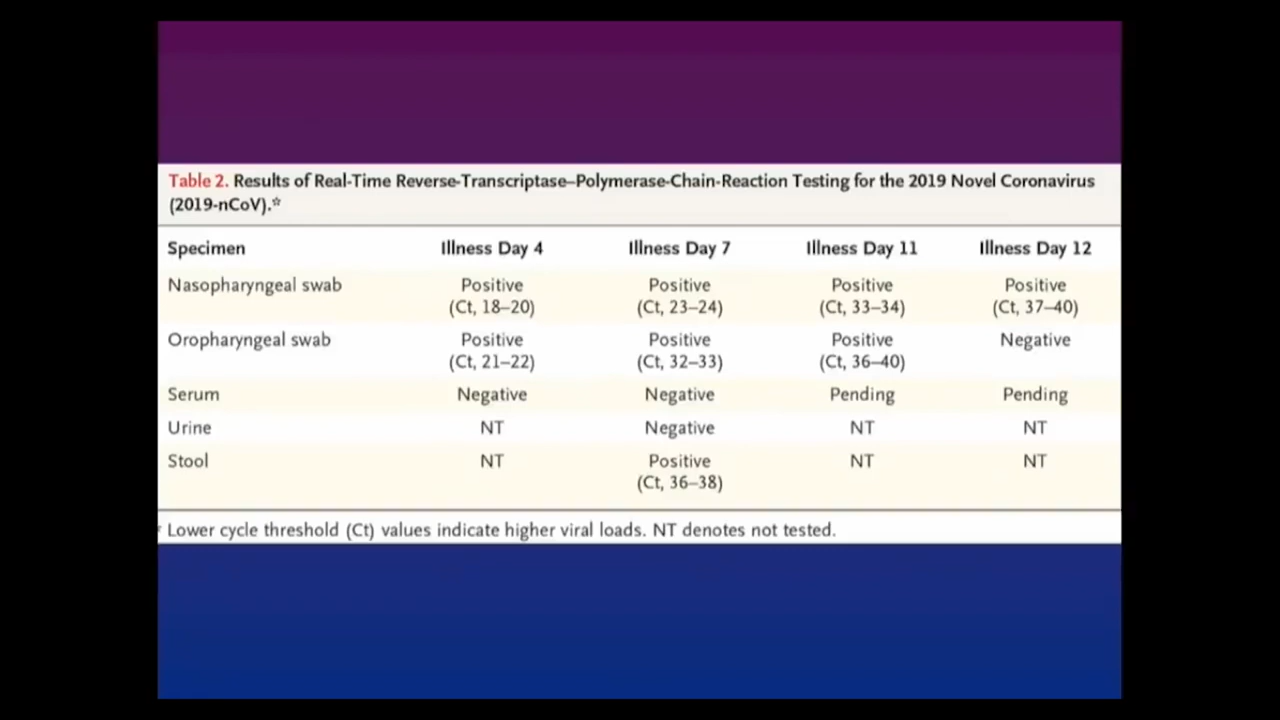 Table 2. Results of Real-Time Reverse-Transcriptase–Polymerase-Chain-Reaction Testing for the 2019 Novel Coronavirus
(2019-nCoV).*
Specimen Illness Day 4 Illness Day 7 Illness Day 11 Illness Day 12
Nasopharyngeal swab Positive Positive Positive Positive
(Ct, 18–20) (Ct, 23–24) (Ct, 33–34) (Ct, 37–40)
Oropharyngeal swab Positive Positive Positive Negative
(Ct, 21–22) (Ct, 32–33) (Ct, 36–40)
Serum Negative Negative Pending Pending
Urine NT Negative NT NT
Stool NT Positive NT NT
(Ct, 36–38)
* Lower cycle threshold (Ct) values indicate higher viral loads. NT denotes not tested.